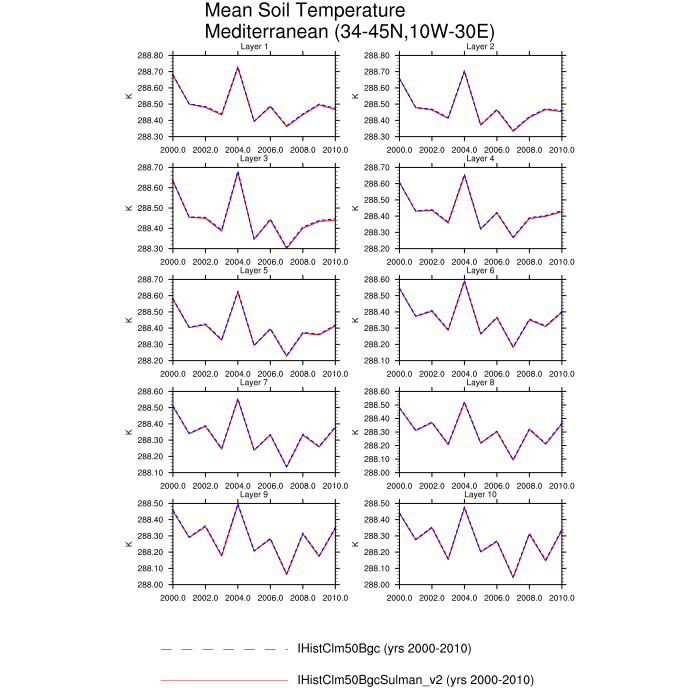 Mean Soil Temperature
Mediterranean (34-45N,10W-30E)
Layer 1
288.80
288.70
288.60
288.50
288.40
288.30
K
2000.0 2002.0 2004.0 2006.0 2008.0 2010.0
Layer 2
288.80
288.70
288.60
288.50
288.40
288.30
K
2000.0 2002.0 2004.0 2006.0 2008.0 2010.0
Layer 3
288.70
288.60
288.50
288.40
288.30
K
2000.0 2002.0 2004.0 2006.0 2008.0 2010.0
Layer 4
288.70
288.60
288.50
288.40
288.30
288.20
K
2000.0 2002.0 2004.0 2006.0 2008.0 2010.0
Layer 5
288.70
288.60
288.50
288.40
288.30
288.20
K
2000.0 2002.0 2004.0 2006.0 2008.0 2010.0
Layer 6
288.60
288.50
288.40
288.30
288.20
288.10
K
2000.0 2002.0 2004.0 2006.0 2008.0 2010.0
Layer 7
288.60
288.50
288.40
288.30
288.20
288.10
K
2000.0 2002.0 2004.0 2006.0 2008.0 2010.0
Layer 8
288.60
288.50
288.40
288.30
288.20
288.10
288.00
K
2000.0 2002.0 2004.0 2006.0 2008.0 2010.0
Layer 9
288.50
288.40
288.30
288.20
288.10
288.00
K
2000.0 2002.0 2004.0 2006.0 2008.0 2010.0
Layer 10
288.50
288.40
288.30
288.20
288.10
288.00
K
2000.0 2002.0 2004.0 2006.0 2008.0 2010.0
IHistClm50Bgc (yrs 2000-2010)
IHistClm50BgcSulman_v2 (yrs 2000-2010)